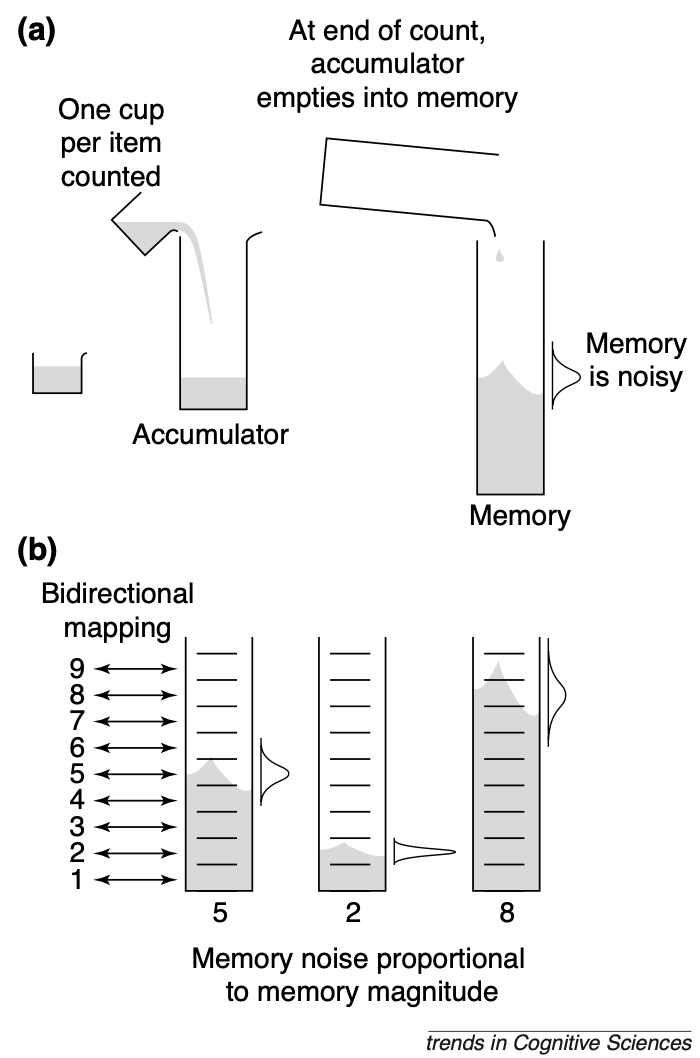 (a)
At end of count,
accumulator
empties into memory
One cup
per item
counted
Memory
is noisy
Accumulator
Memory
(b)
Bidirectional
mapping
9
8
7
6
5
4
3
2
1
5 2 8
Memory noise proportional
to memory magnitude
trends in Cognitive Sciences